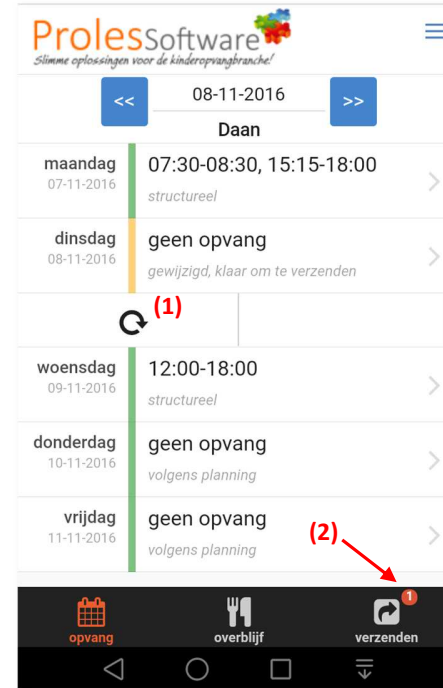 ProlesSoftware
Slimme oplossingen voor de kinderopvangbranche!
<< 08-11-2016 >>
Daan
maandag 07:30-08:30, 15:15-18:00
07-11-2016 structureel
dinsdag geen opvang
08-11-2016 gewijzigd, klaar om te verzenden
(1)
woensdag 12:00-18:00
09-11-2016 structureel
donderdag geen opvang
10-11-2016 volgens planning
vrijdag geen opvang
11-11-2016 volgens planning
(2)
1
opvang overblijf verzenden